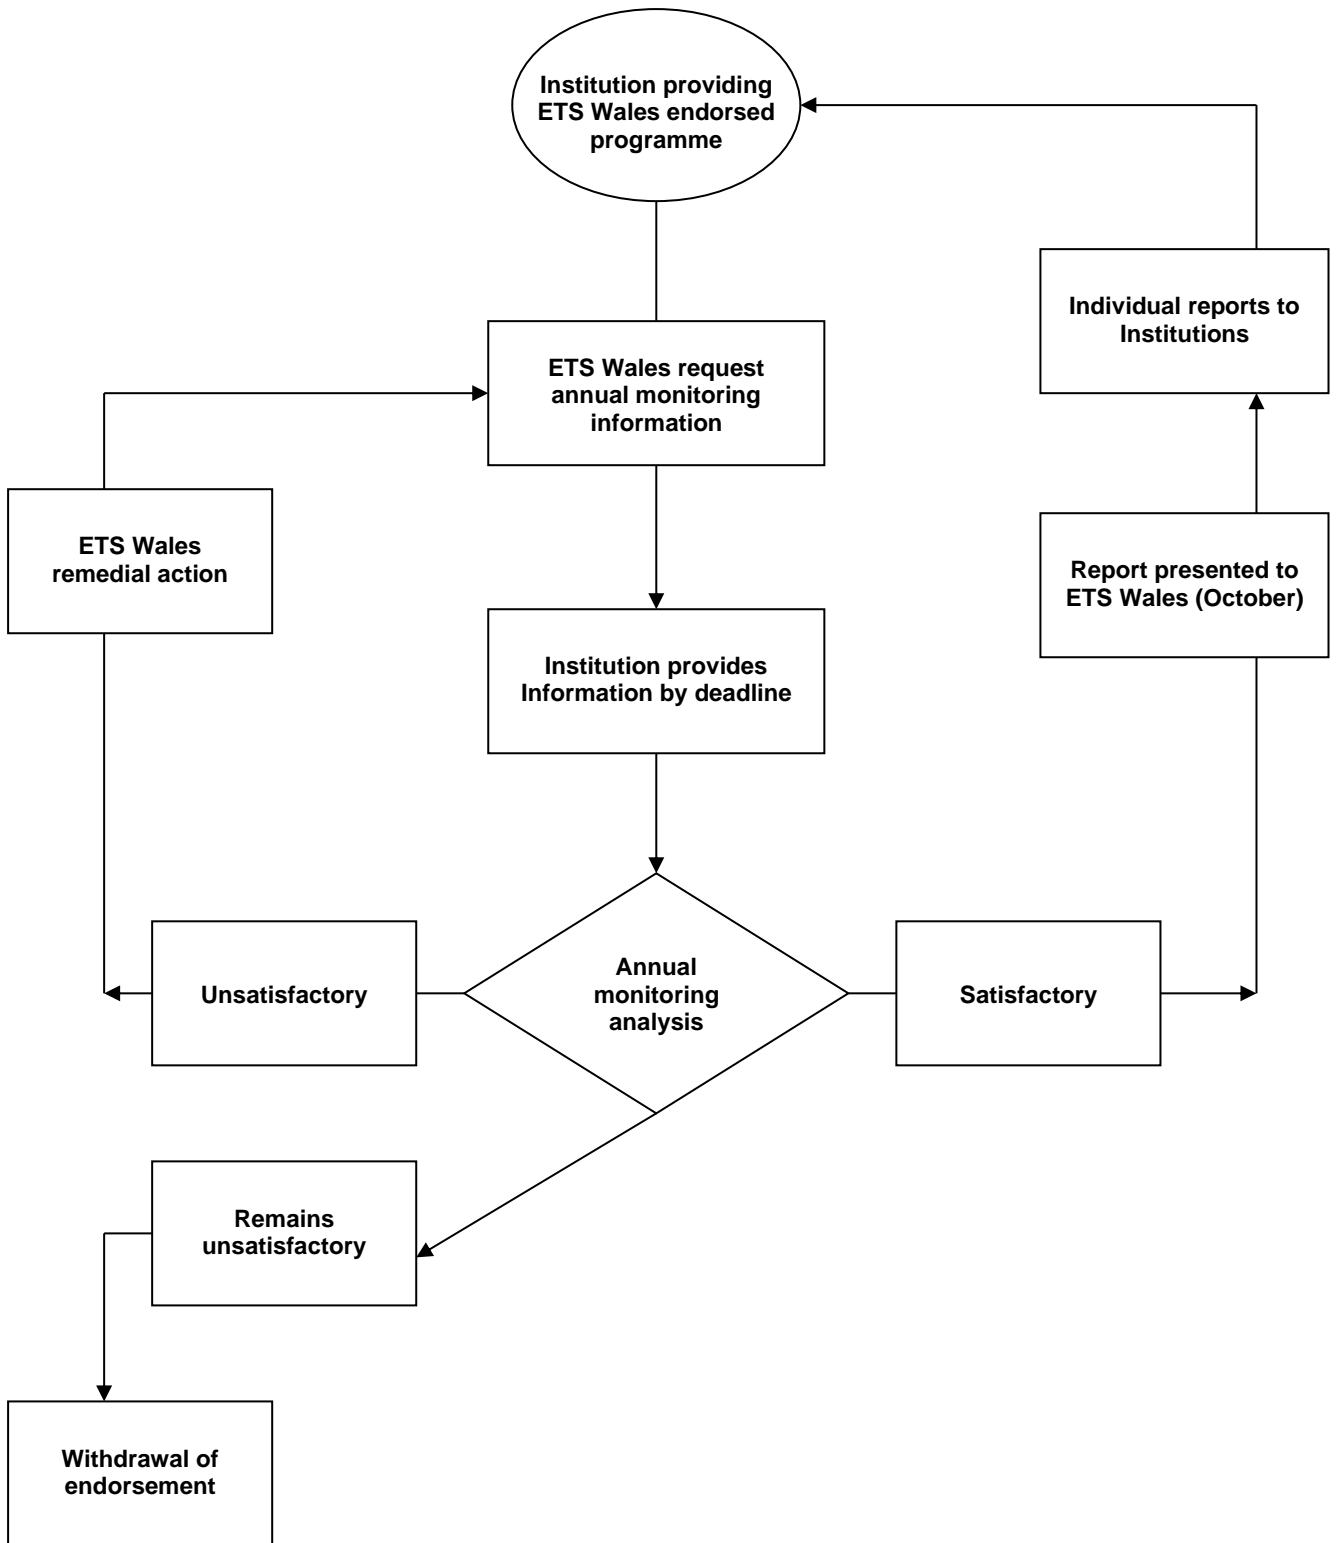 Institution providing
ETS Wales endorsed
programme
Individual reports to
Institutions
ETS Wales request
annual monitoring
information
ETS Wales
remedial action
Report presented to
ETS Wales (October)
Institution provides
Information by deadline
Unsatisfactory
Annual
monitoring
analysis
Satisfactory
Remains
unsatisfactory
Withdrawal of
endorsement